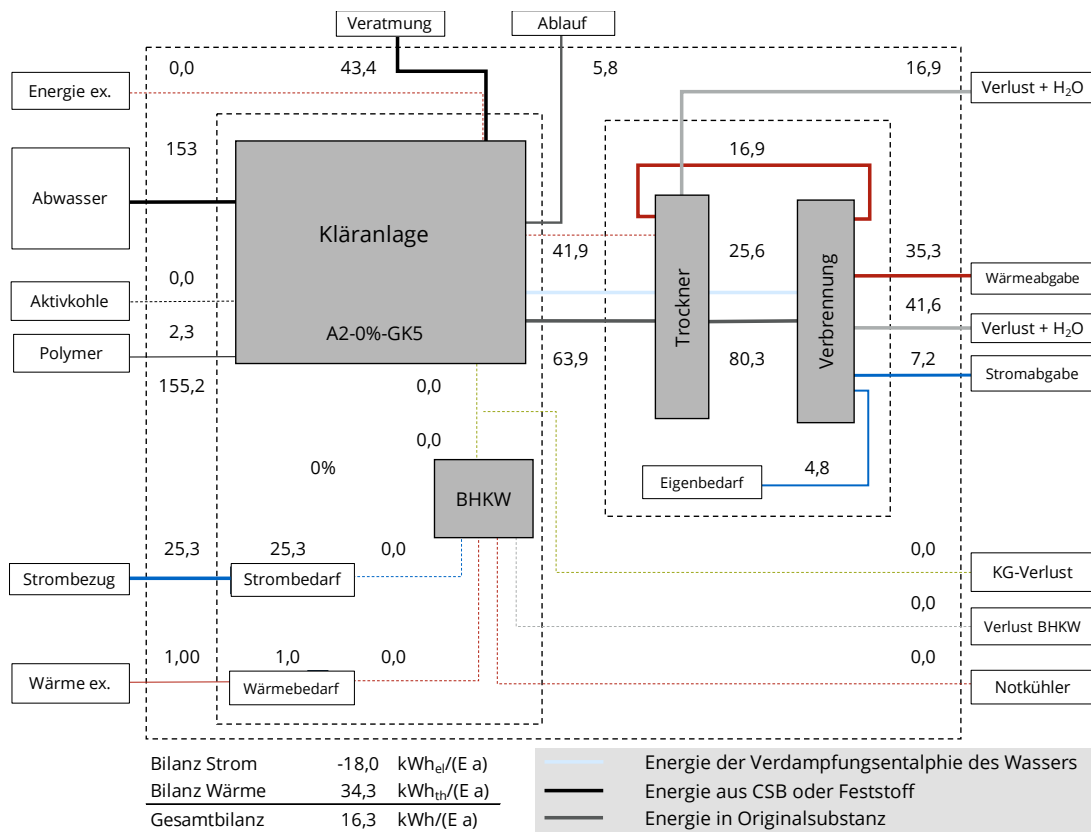 Veratmung
Ablauf
0,0
43,4
5,8
16,9
Energie ex.
Verlust + H₂O
153
16,9
Abwasser
Kläranlage
41,9
25,6
35,3
0,0
Trockner
Verbrennung
Wärmeabgabe
Aktivkohle
41,6
2,3
A2-0%-GK5
Verlust + H₂O
Polymer
63,9
80,3
7,2
155,2
0,0
Stromabgabe
0,0
0%
4,8
Eigenbedarf
BHKW
25,3
25,3
0,0
0,0
Strombezug
Strombedarf
KG-Verlust
0,0
Verlust BHKW
1,00
1,0
0,0
0,0
Wärme ex.
Wärmebedarf
Notkühler
Bilanz Strom -18,0 kWhₑₗ/(E a)
Bilanz Wärme 34,3 kWhₜₕ/(E a)
Gesamtbilanz 16,3 kWh/(E a)
Energie der Verdampfungsentalphie des Wassers
Energie aus CSB oder Feststoff
Energie in Originalsubstanz